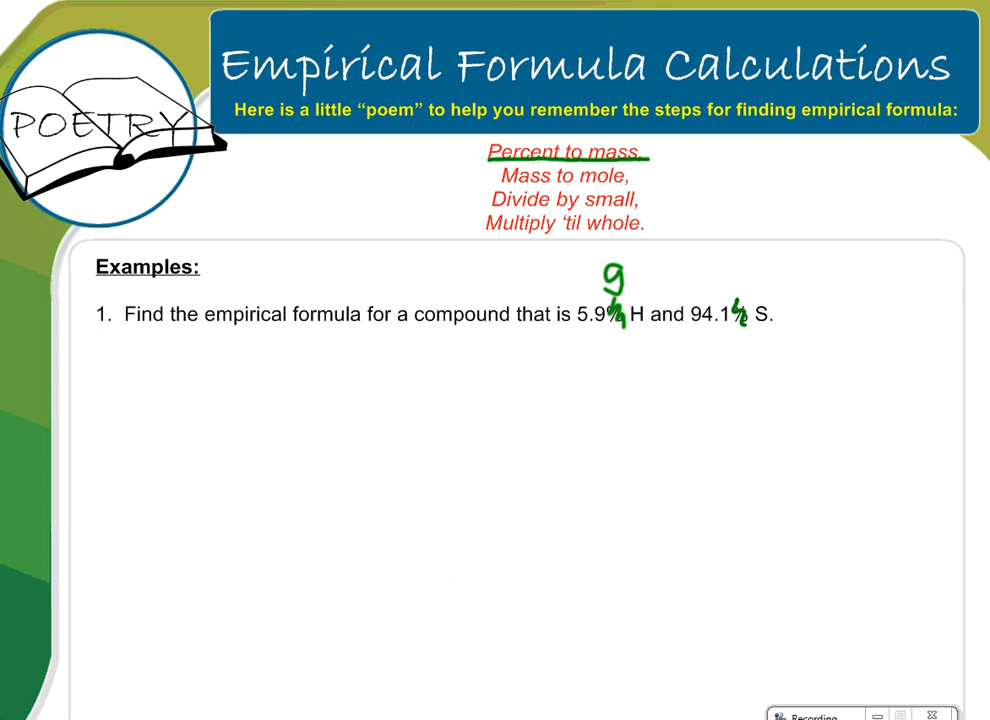 Empirical Formula Calculations
Here is a little “poem” to help you remember the steps for finding empirical formula:
POETRY
Percent to mass,
Mass to mole,
Divide by small,
Multiply ‘til whole.
Examples:
g
1. Find the empirical formula for a compound that is 5.9% H and 94.1% S.
Recording